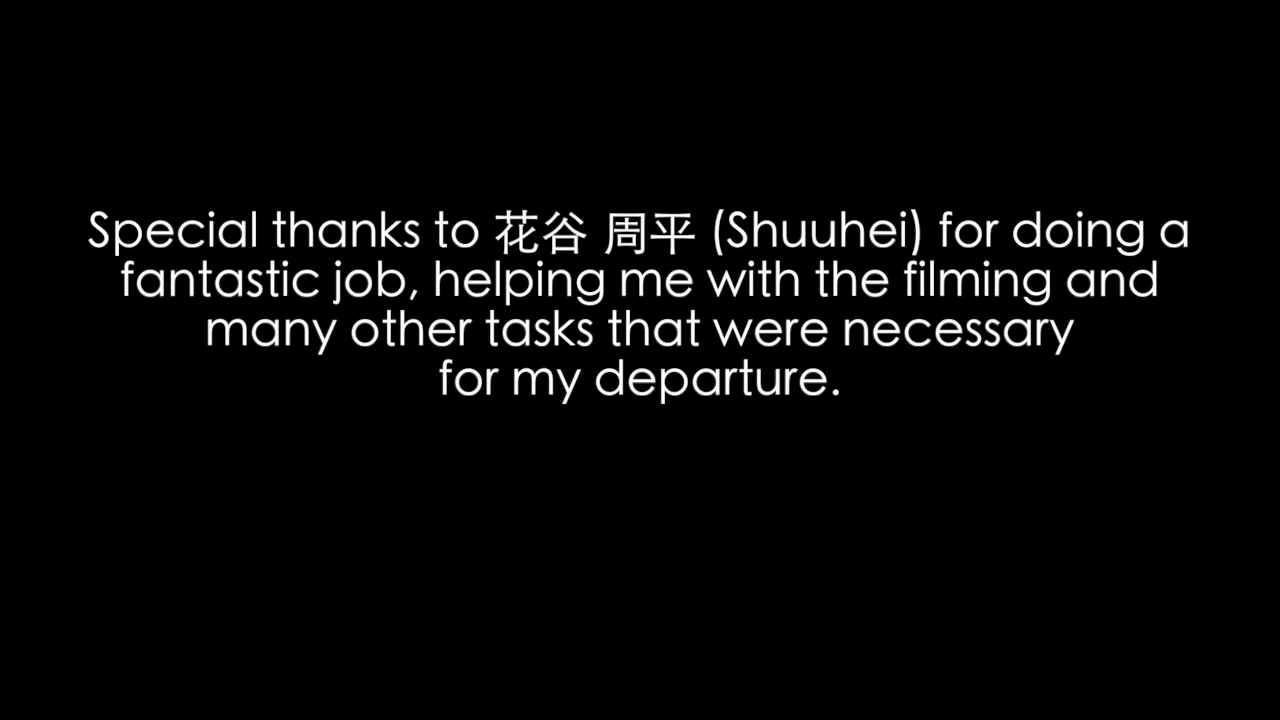 Special thanks to 花谷 周平 (Shuuhei) for doing a
fantastic job, helping me with the filming and
many other tasks that were necessary
for my departure.